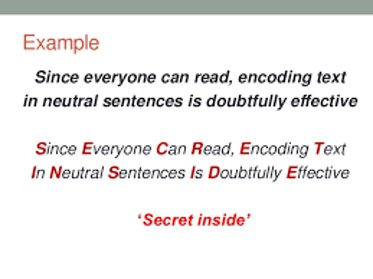 Example
Since everyone can read, encoding text
in neutral sentences is doubtfully effective
Since Everyone Can Read, Encoding Text
In Neutral Sentences Is Doubtfully Effective
‘Secret inside’